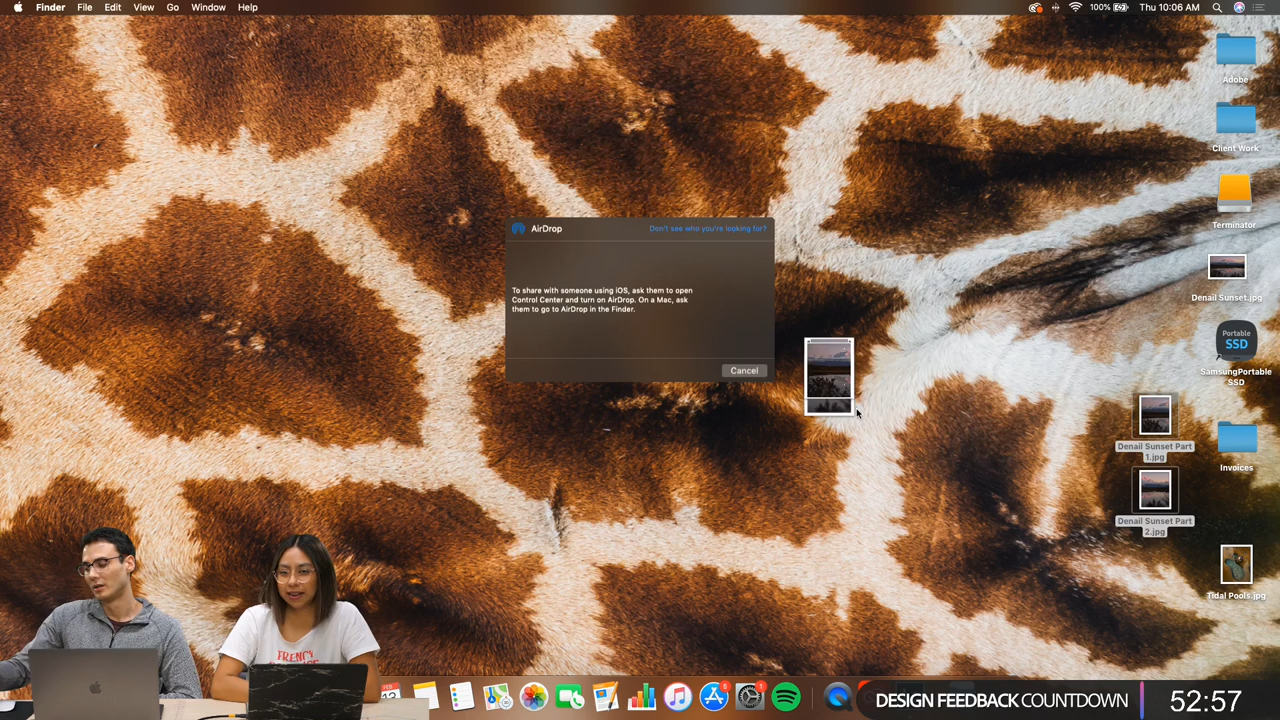 Finder File Edit View Go Window Help
100% Thu 10:06 AM
Adobe
Client Work
Terminator
Denail Sunset.jpg
AirDrop Don't see who you're looking for?
To share with someone using iOS, ask them to open
Control Center and turn on AirDrop. On a Mac, ask
them to go to AirDrop in the Finder.
Cancel
Portable
SSD
SamsungPortable
SSD
Denail Sunset Part
1.jpg
Invoices
Denail Sunset Part
2.jpg
Tidal Pools.jpg
FRENCY
FEB
DESIGN FEEDBACK COUNTDOWN 52:57